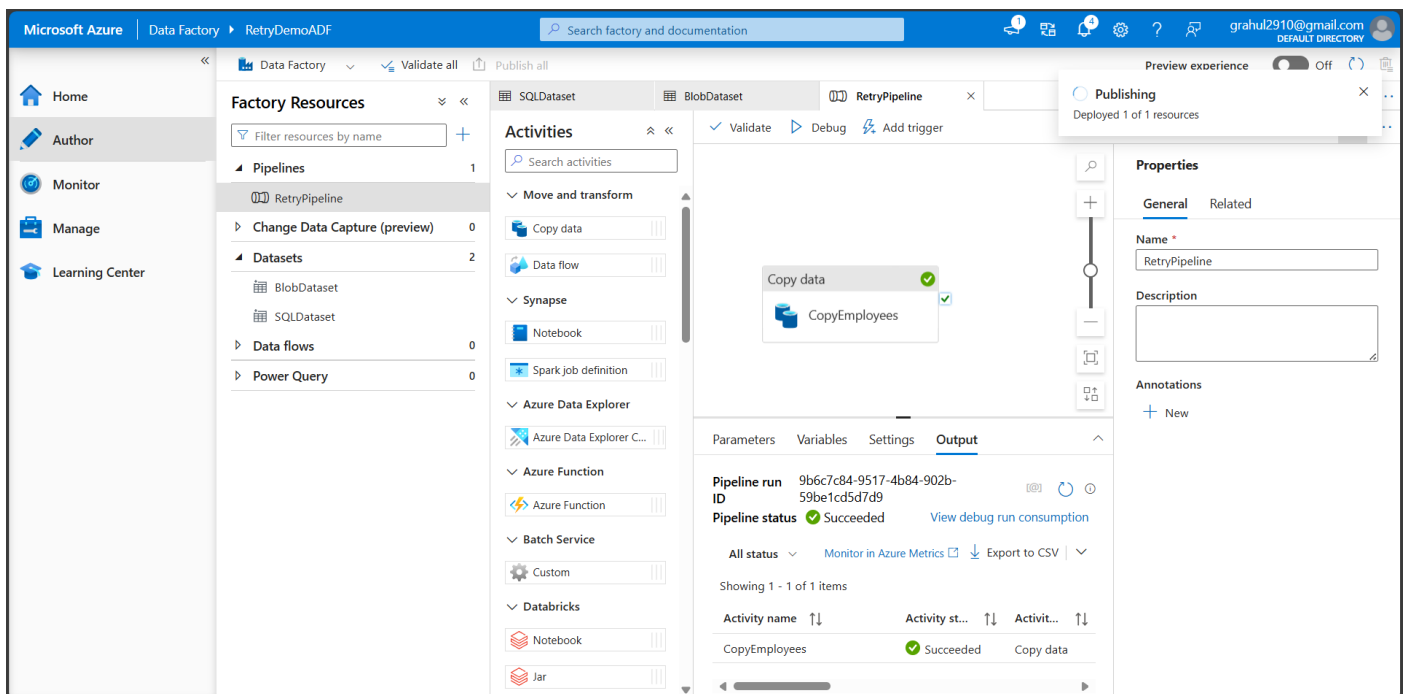 Microsoft Azure
Data Factory
RetryDemoADF
Search factory and documentation
1
4
grahul2910@gmail.com
DEFAULT DIRECTORY
Data Factory
Validate all
Publish all
Preview experience
Off
Publishing
Deployed 1 of 1 resources
Home
Author
Monitor
Manage
Learning Center
Factory Resources
Filter resources by name
Pipelines 1
RetryPipeline
Change Data Capture (preview) 0
Datasets 2
BlobDataset
SQLDataset
Data flows 0
Power Query 0
SQLDataset
BlobDataset
RetryPipeline
Activities
Search activities
Move and transform
Copy data
Data flow
Synapse
Notebook
Spark job definition
Azure Data Explorer
Azure Data Explorer C...
Azure Function
Azure Function
Batch Service
Custom
Databricks
Notebook
Jar
Validate
Debug
Add trigger
Copy data
CopyEmployees
Parameters
Variables
Settings
Output
Pipeline run ID
9b6c7c84-9517-4b84-902b-
59be1cd5d7d9
Pipeline status
Succeeded
View debug run consumption
All status
Monitor in Azure Metrics
Export to CSV
Showing 1 - 1 of 1 items
Activity name
Activity st...
Activit...
CopyEmployees
Succeeded
Copy data
Properties
General
Related
Name *
RetryPipeline
Description
Annotations
New